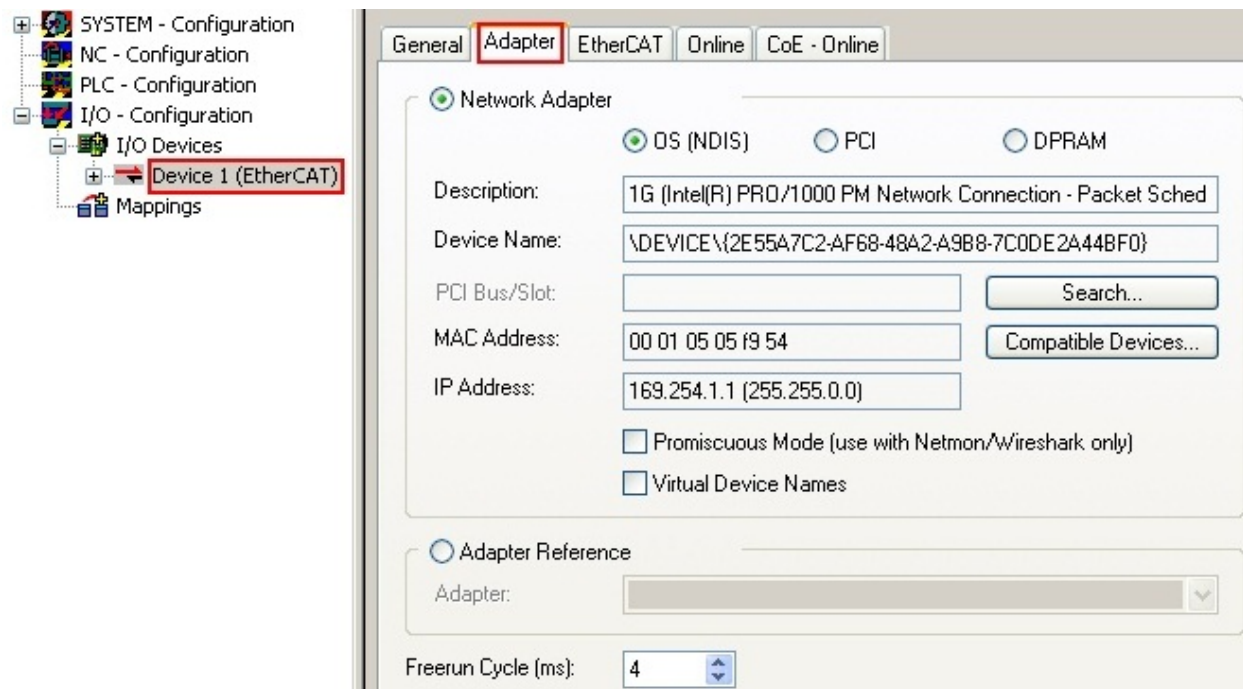 SYSTEM - Configuration
NC - Configuration
PLC - Configuration
I/O - Configuration
I/O Devices
Device 1 (EtherCAT)
Mappings
General Adapter EtherCAT Online CoE - Online
Network Adapter
OS (NDIS) PCI DPRAM
Description: 1G (Intel(R) PRO/1000 PM Network Connection - Packet Sched
Device Name: \DEVICE\{2E55A7C2-AF68-48A2-A9B8-7C0DE2A44BF0}
PCI Bus/Slot: Search...
MAC Address: 00 01 05 05 f9 54 Compatible Devices...
IP Address: 169.254.1.1 (255.255.0.0)
Promiscuous Mode (use with Netmon/Wireshark only)
Virtual Device Names
Adapter Reference
Adapter:
Freerun Cycle (ms): 4